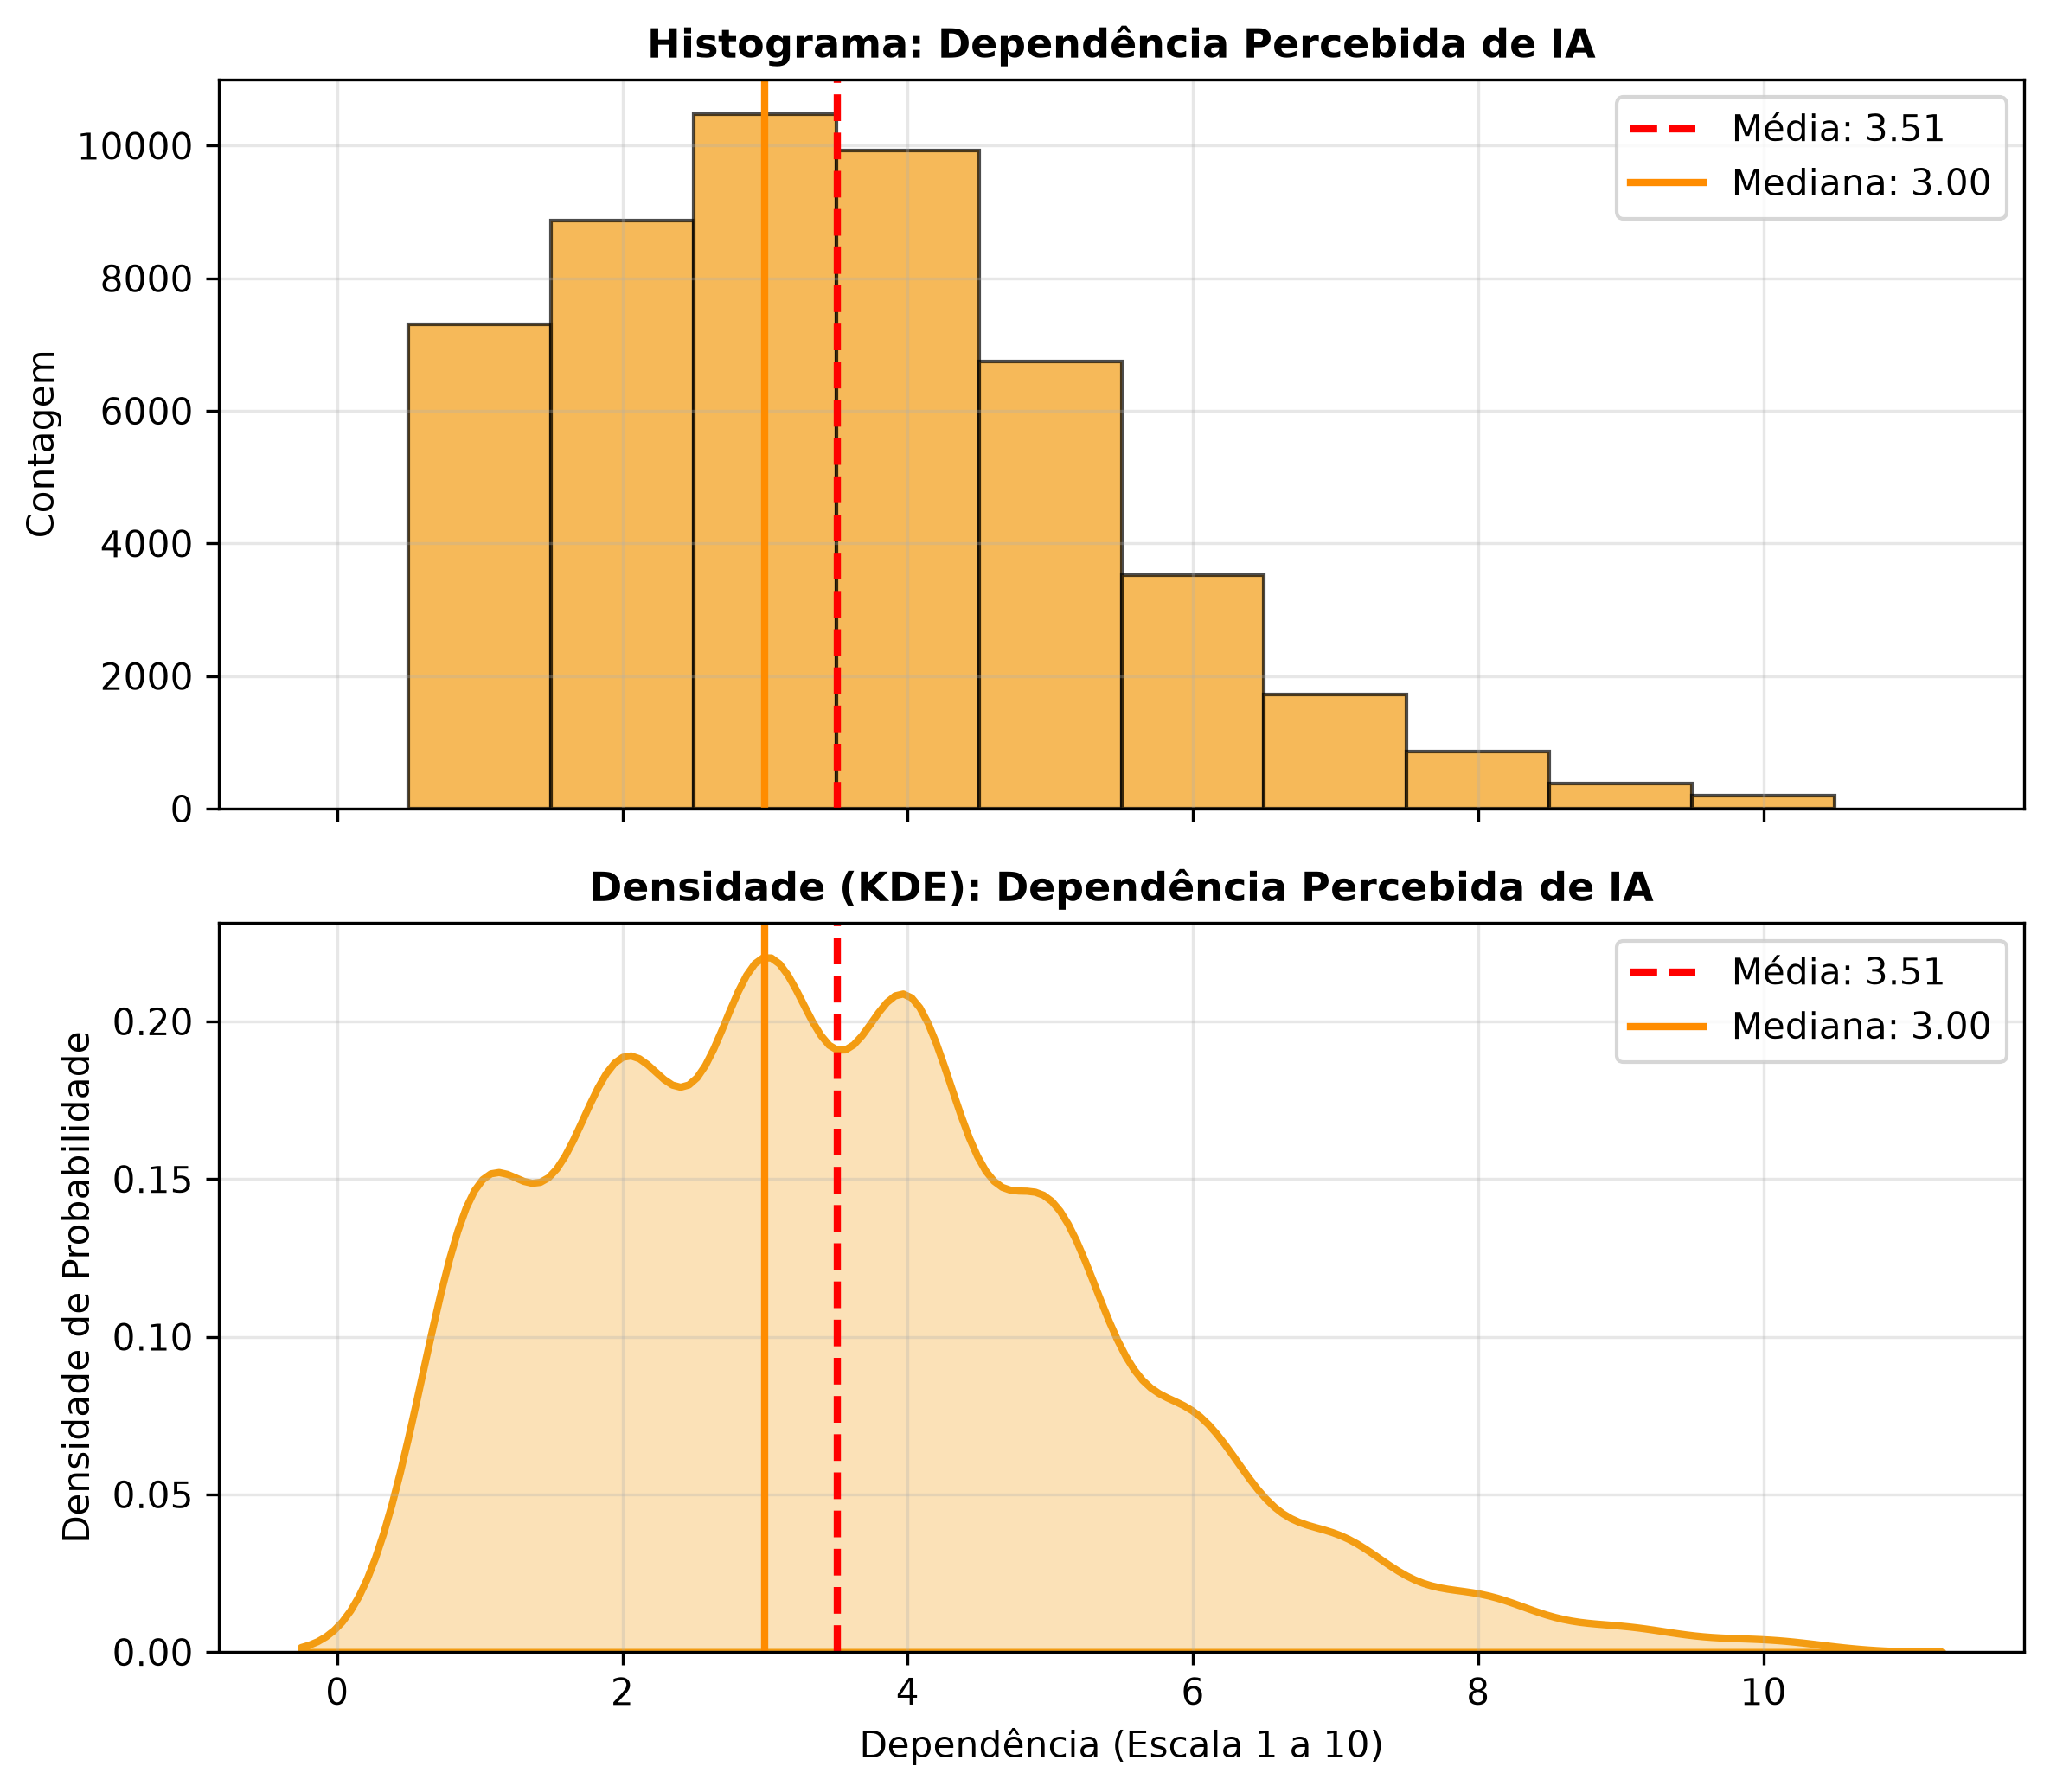 Histograma: Dependência Percebida de IA
Contagem
10000
8000
6000
4000
2000
0
Média: 3.51
Mediana: 3.00
Densidade (KDE): Dependência Percebida de IA
Densidade de Probabilidade
0.20
0.15
0.10
0.05
0.00
Média: 3.51
Mediana: 3.00
0 2 4 6 8 10
Dependência (Escala 1 a 10)